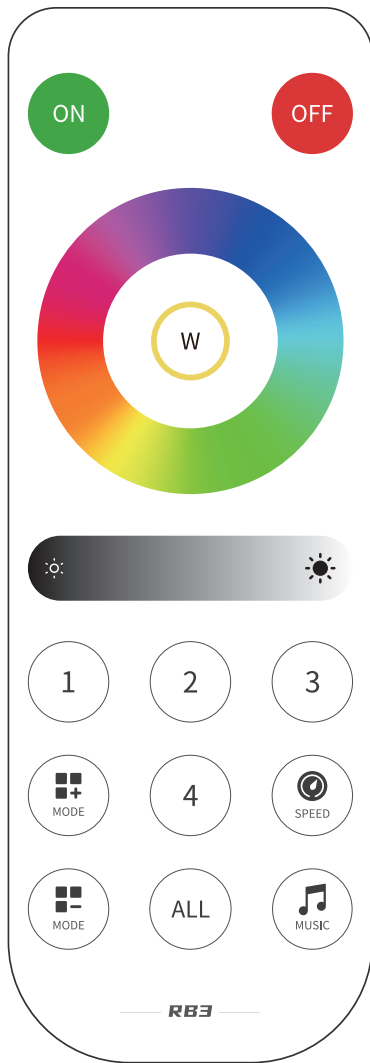 ON OFF
W
1 2 3
MODE 4 SPEED
MODE ALL MUSIC
RB3